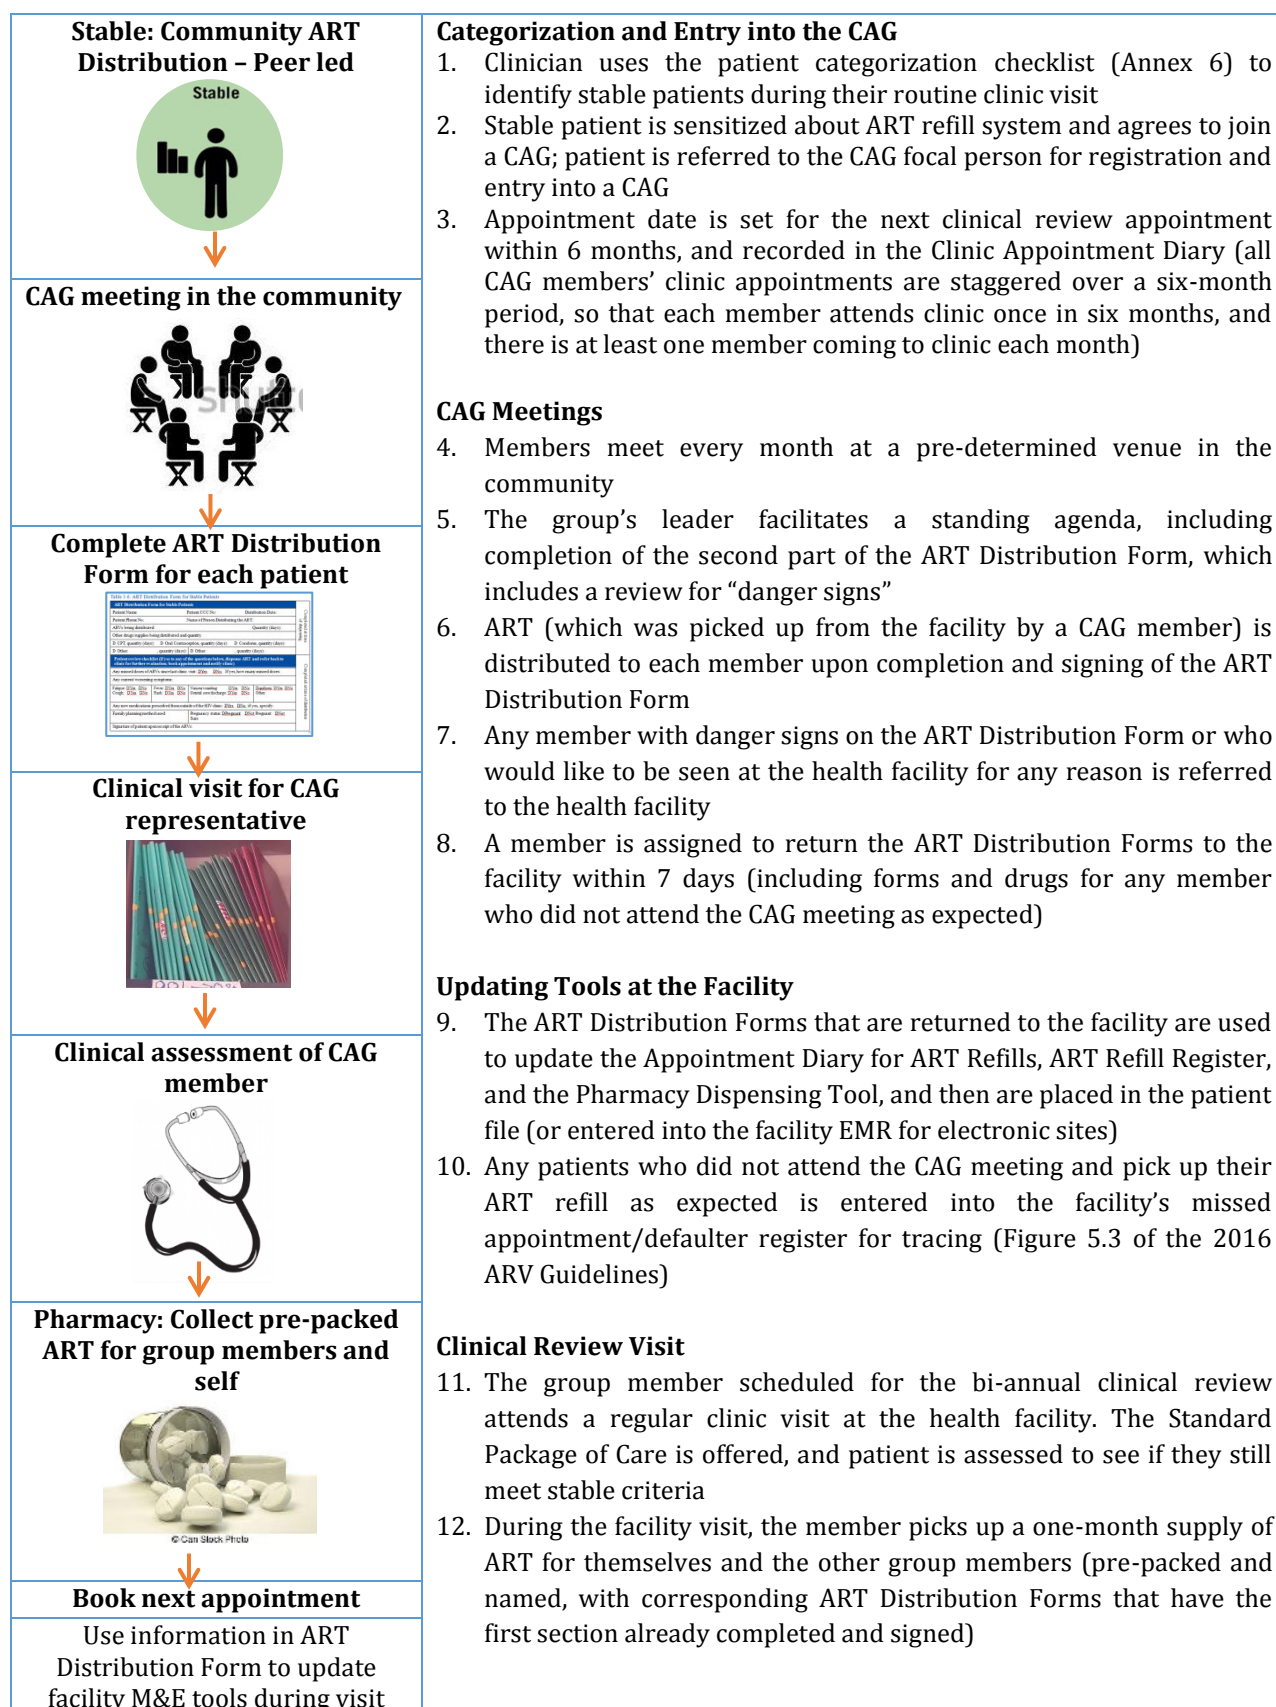 Stable: Community ART
Distribution – Peer led
Stable
CAG meeting in the community
shutt
Complete ART Distribution
Form for each patient
ART Distribution Form for Stable Patients
Clinical visit for CAG
representative
Clinical assessment of CAG
member
Pharmacy: Collect pre-packed
ART for group members and
self
© Can Stock Photo
Book next appointment
Use information in ART
Distribution Form to update
facility M&E tools during visit
Categorization and Entry into the CAG
1. Clinician uses the patient categorization checklist (Annex 6) to
identify stable patients during their routine clinic visit
2. Stable patient is sensitized about ART refill system and agrees to join
a CAG; patient is referred to the CAG focal person for registration and
entry into a CAG
3. Appointment date is set for the next clinical review appointment
within 6 months, and recorded in the Clinic Appointment Diary (all
CAG members’ clinic appointments are staggered over a six-month
period, so that each member attends clinic once in six months, and
there is at least one member coming to clinic each month)
CAG Meetings
4. Members meet every month at a pre-determined venue in the
community
5. The group’s leader facilitates a standing agenda, including
completion of the second part of the ART Distribution Form, which
includes a review for “danger signs”
6. ART (which was picked up from the facility by a CAG member) is
distributed to each member upon completion and signing of the ART
Distribution Form
7. Any member with danger signs on the ART Distribution Form or who
would like to be seen at the health facility for any reason is referred
to the health facility
8. A member is assigned to return the ART Distribution Forms to the
facility within 7 days (including forms and drugs for any member
who did not attend the CAG meeting as expected)
Updating Tools at the Facility
9. The ART Distribution Forms that are returned to the facility are used
to update the Appointment Diary for ART Refills, ART Refill Register,
and the Pharmacy Dispensing Tool, and then are placed in the patient
file (or entered into the facility EMR for electronic sites)
10. Any patients who did not attend the CAG meeting and pick up their
ART refill as expected is entered into the facility’s missed
appointment/defaulter register for tracing (Figure 5.3 of the 2016
ARV Guidelines)
Clinical Review Visit
11. The group member scheduled for the bi-annual clinical review
attends a regular clinic visit at the health facility. The Standard
Package of Care is offered, and patient is assessed to see if they still
meet stable criteria
12. During the facility visit, the member picks up a one-month supply of
ART for themselves and the other group members (pre-packed and
named, with corresponding ART Distribution Forms that have the
first section already completed and signed)